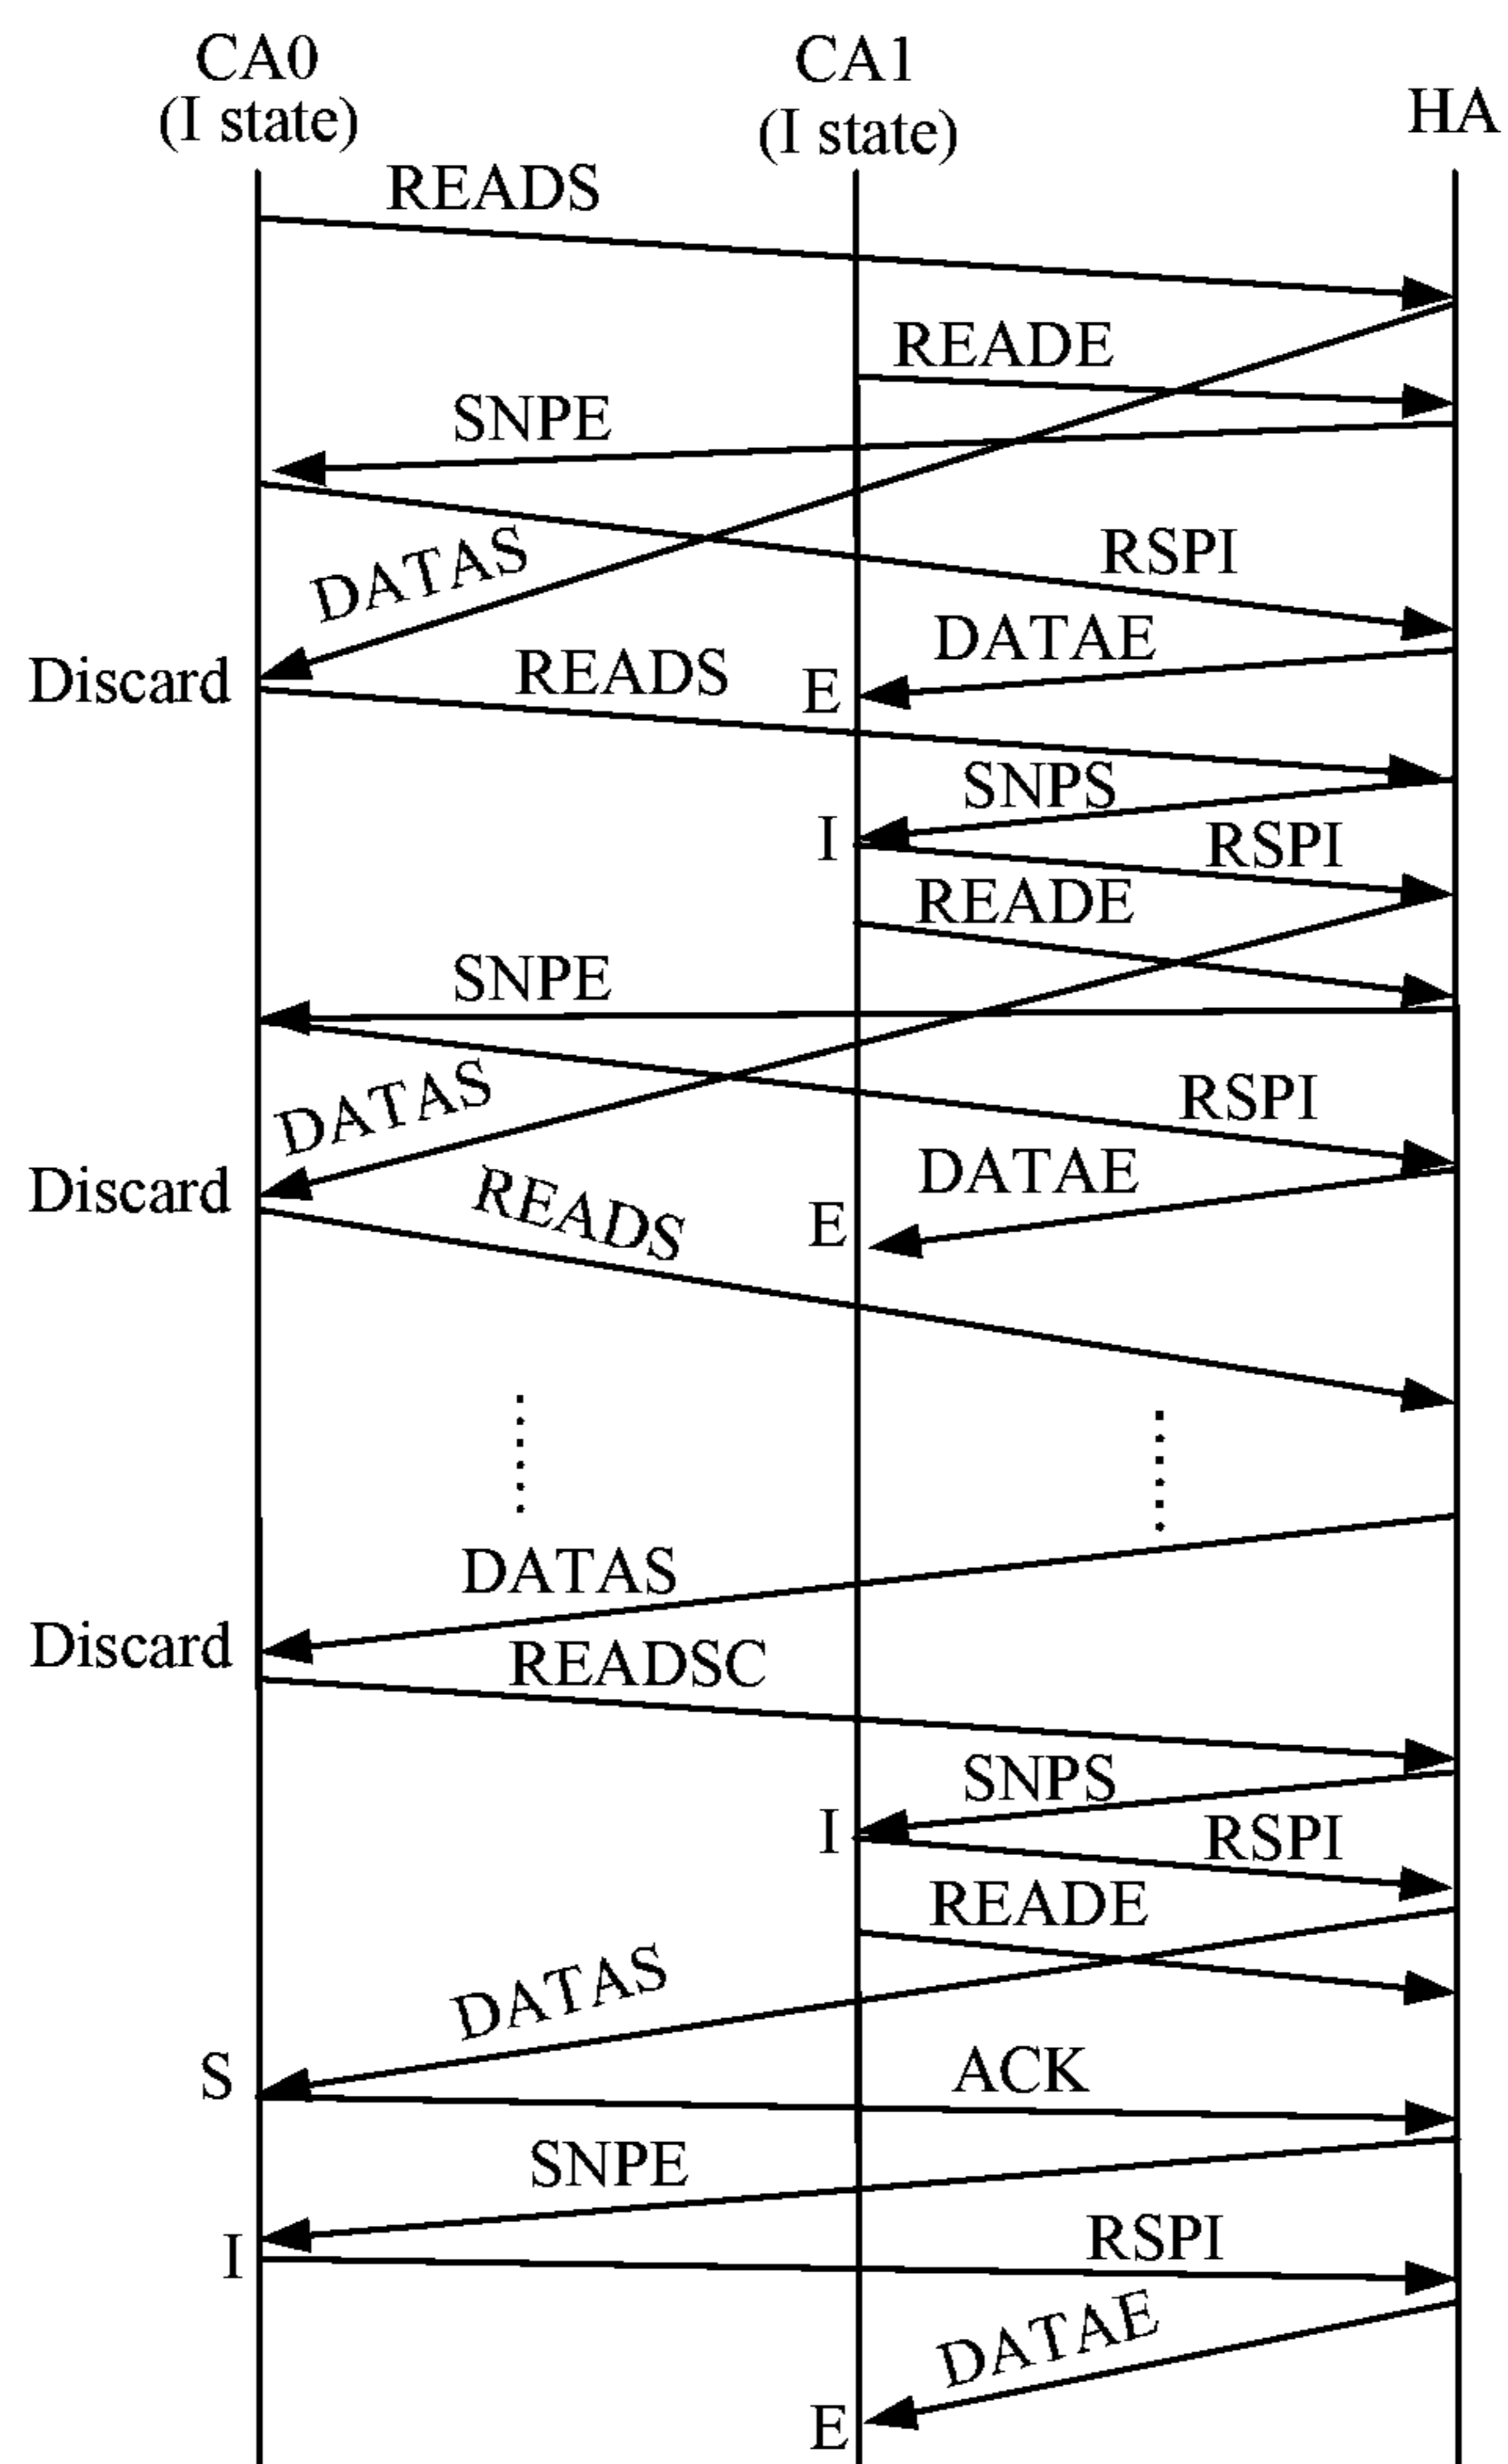 CA0
(I state)
CA1
(I state)
HA
READS
READE
SNPE
RSPI
DATAS
DATAE
Discard
READS
E
SNPS
I
RSPI
READE
SNPE
DATAS
RSPI
DATAE
Discard
READS
E
DATAS
Discard
READSC
SNPS
I
RSPI
READE
DATAS
S
ACK
SNPE
I
RSPI
DATAE
E